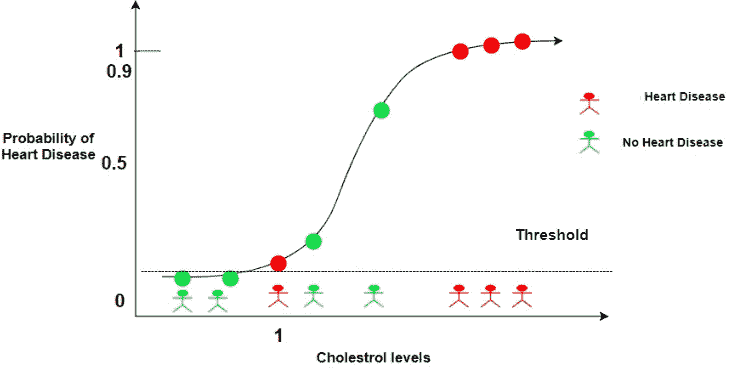 1
0.9
Heart Disease
Probability of
Heart Disease
No Heart Disease
0.5
Threshold
0
1
Cholestrol levels